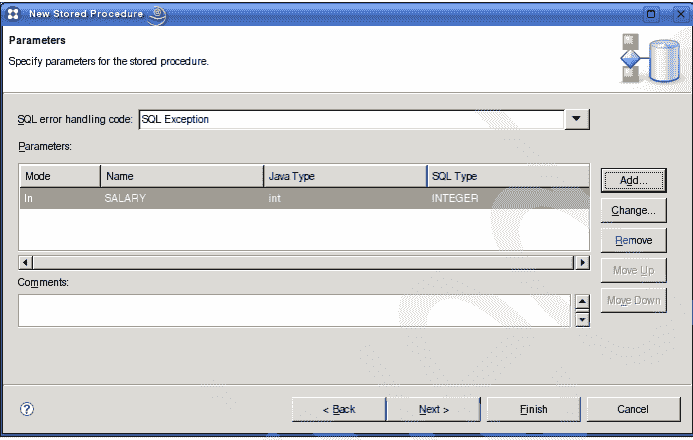 New Stored Procedure
Parameters
Specify parameters for the stored procedure.
SQL error handling code: SQL Exception
Parameters:
Mode Name Java Type SQL Type
In SALARY int INTEGER
Add...
Change...
Remove
Move Up
Move Down
Comments:
? < Back Next > Finish Cancel